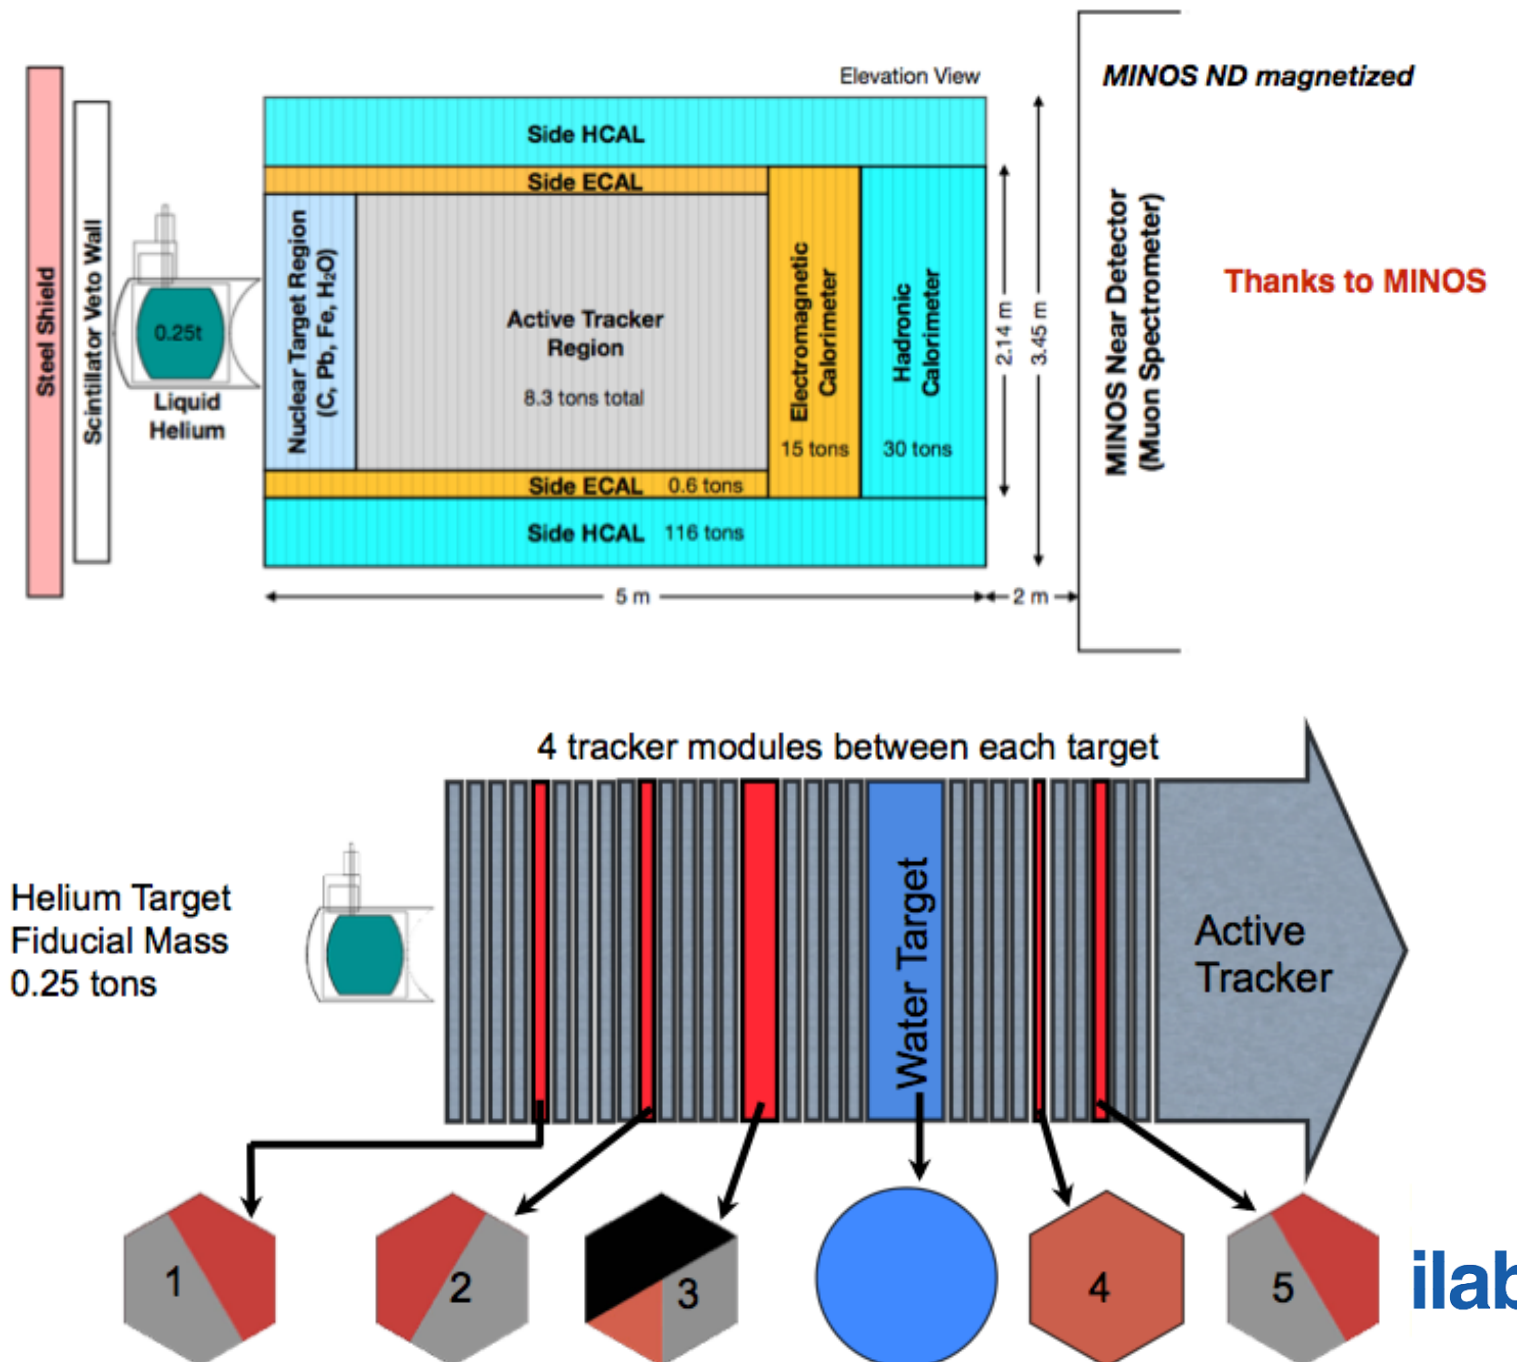 Elevation View
MINOS ND magnetized
Side HCAL
Side ECAL
Steel Shield
Scintillator Veto Wall
0.25t
Liquid
Helium
Nuclear Target Region
(C, Pb, Fe, H₂O)
Active Tracker
Region
8.3 tons total
Electromagnetic
Calorimeter
15 tons
Hadronic
Calorimeter
30 tons
2.14 m
3.45 m
MINOS Near Detector
(Muon Spectrometer)
Thanks to MINOS
Side ECAL 0.6 tons
Side HCAL 116 tons
5 m
2 m
4 tracker modules between each target
Helium Target
Fiducial Mass
0.25 tons
Water Target
Active
Tracker
1
2
3
4
5
ilab